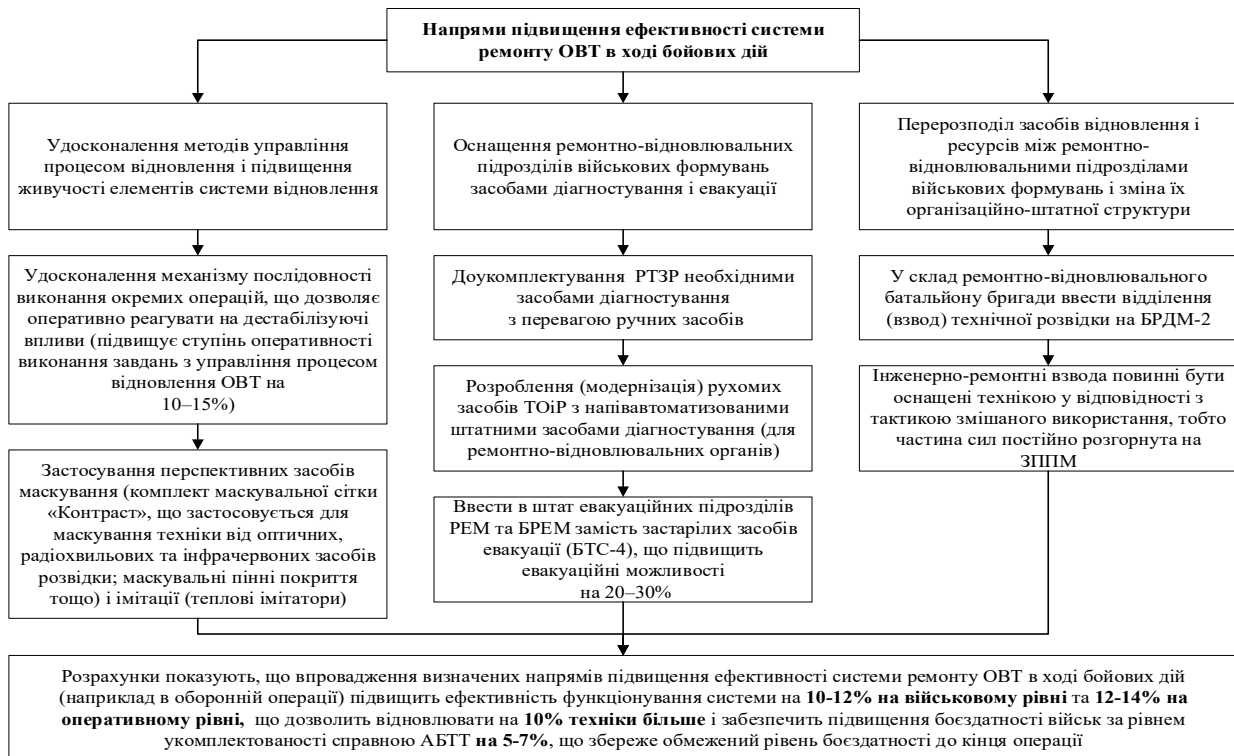 Напрями підвищення ефективності системи
ремонту ОВТ в ході бойових дій
Удосконалення методів управління
процесом відновлення і підвищення
живучості елементів системи відновлення
Удосконалення механізму послідовності
виконання окремих операцій, що дозволяє
оперативно реагувати на дестабілізуючі
впливи (підвищує ступінь оперативності
виконання завдань з управління процесом
відновлення ОВТ на
10–15%)
Застосування перспективних засобів
маскування (комплект маскувальної сітки
«Контраст», що застосовується для
маскування техніки від оптичних,
радіохвильових та інфрачервоних засобів
розвідки; маскувальні пінні покриття
тощо) і імітації (теплові імітатори)
Оснащення ремонтно-відновлювальних
підрозділів військових формувань
засобами діагностування і евакуації
Доукомплектування РТЗР необхідними
засобами діагностування
з перевагою ручних засобів
Розроблення (модернізація) рухомих
засобів ТОіР з напівавтоматизованими
штатними засобами діагностування (для
ремонтно-відновлювальних органів)
Ввести в штат евакуаційних підрозділів
РЕМ та БРЕМ замість застарілих засобів
евакуації (БТС-4), що підвищить
евакуаційні можливості
на 20–30%
Перерозподіл засобів відновлення і
ресурсів між ремонтно-
відновлювальними підрозділами
військових формувань і зміна їх
організаційно-штатної структури
У склад ремонтно-відновлювального
батальйону бригади ввести відділення
(взвод) технічної розвідки на БРДМ-2
Інженерно-ремонтні взвода повинні бути
оснащені технікою у відповідності з
тактикою змішаного використання, тобто
частина сил постійно розгорнута на
ЗППМ
Розрахунки показують, що впровадження визначених напрямів підвищення ефективності системи ремонту ОВТ в ході бойових дій
(наприклад в оборонній операції) підвищить ефективність функціонування системи на 10-12% на військовому рівні та 12-14% на
оперативному рівні, що дозволить відновлювати на 10% техніки більше і забезпечить підвищення боєздатності військ за рівнем
укомплектованості справною АБТТ на 5-7%, що збереже обмежений рівень боєздатності до кінця операції